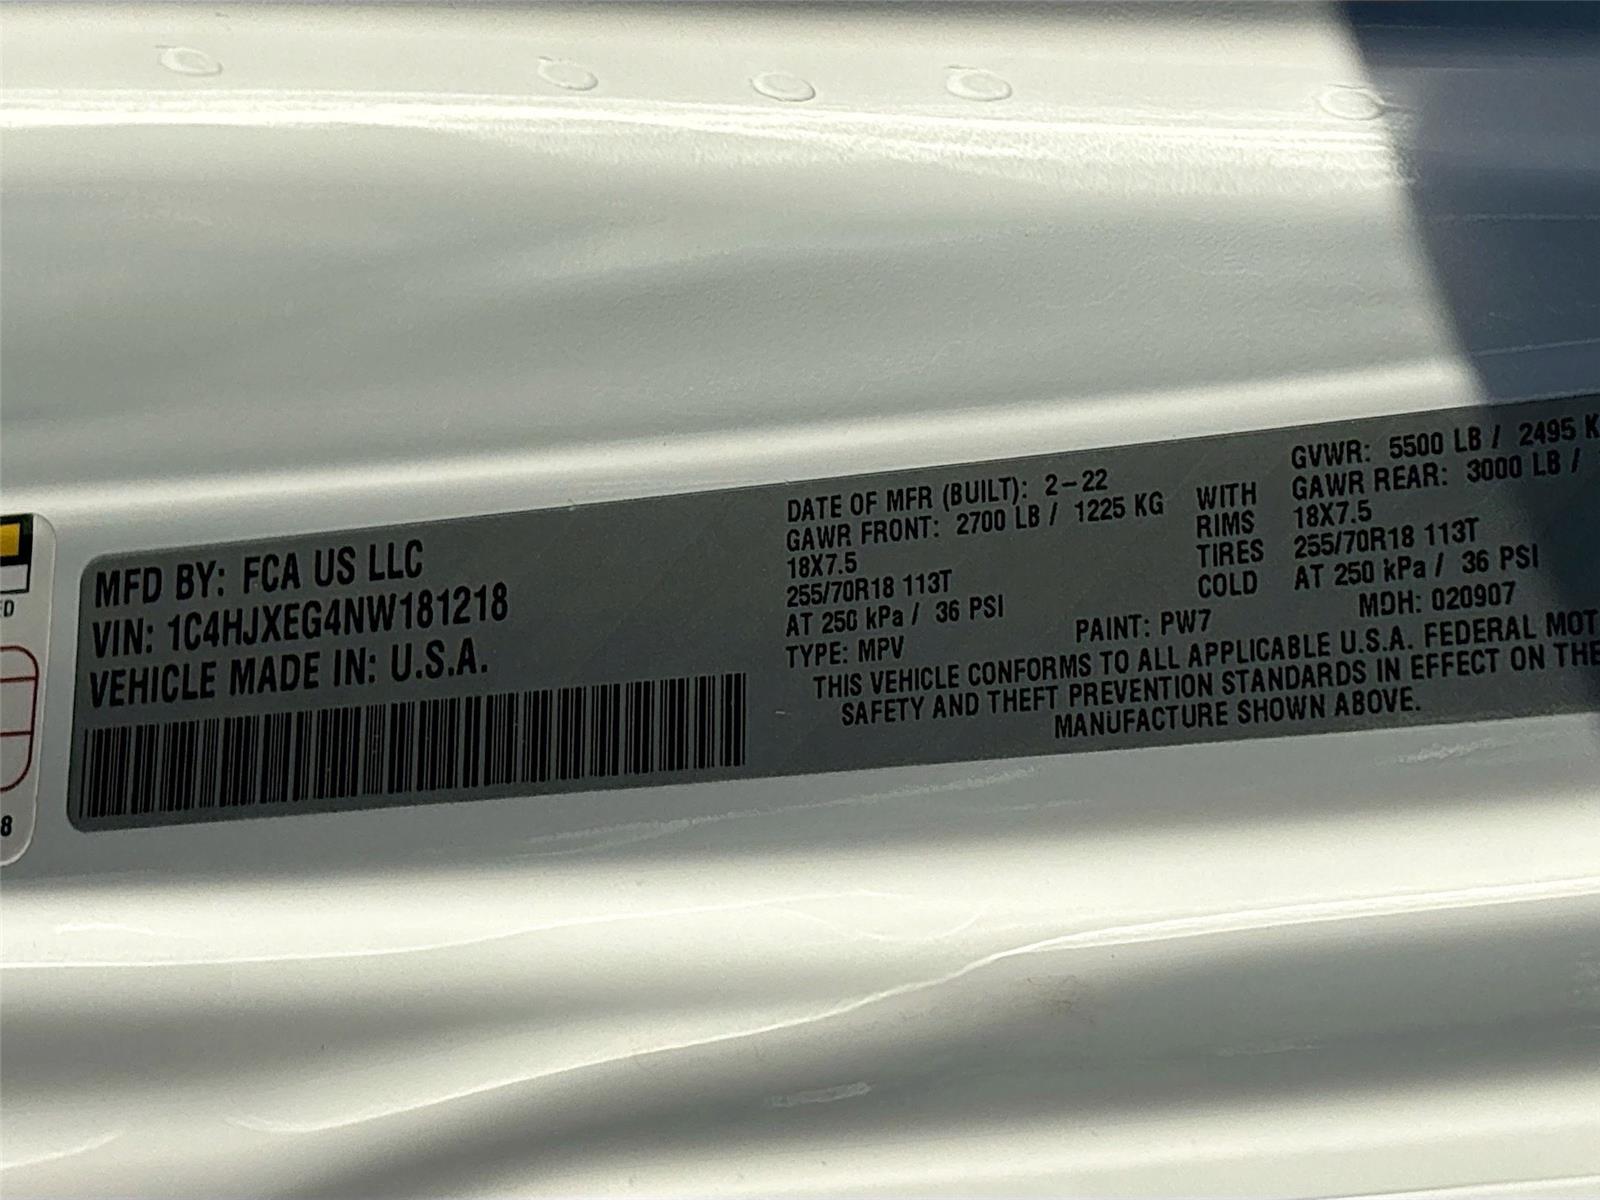 ED
8
MFD BY: FCA US LLC
VIN: 1C4HJXEG4NW181218
VEHICLE MADE IN: U.S.A.
DATE OF MFR (BUILT): 2-22
GAWR FRONT: 2700 LB / 1225 KG
18X7.5
255/70R18 113T
AT 250 kPa / 36 PSI
TYPE: MPV
WITH
RIMS
TIRES
COLD
GVWR: 5500 LB / 2495 K
GAWR REAR: 3000 LB /
18X7.5
255/70R18 113T
AT 250 kPa / 36 PSI
PAINT: PW7 MDH: 020907
THIS VEHICLE CONFORMS TO ALL APPLICABLE U.S.A. FEDERAL MOT
SAFETY AND THEFT PREVENTION STANDARDS IN EFFECT ON THE
MANUFACTURE SHOWN ABOVE.